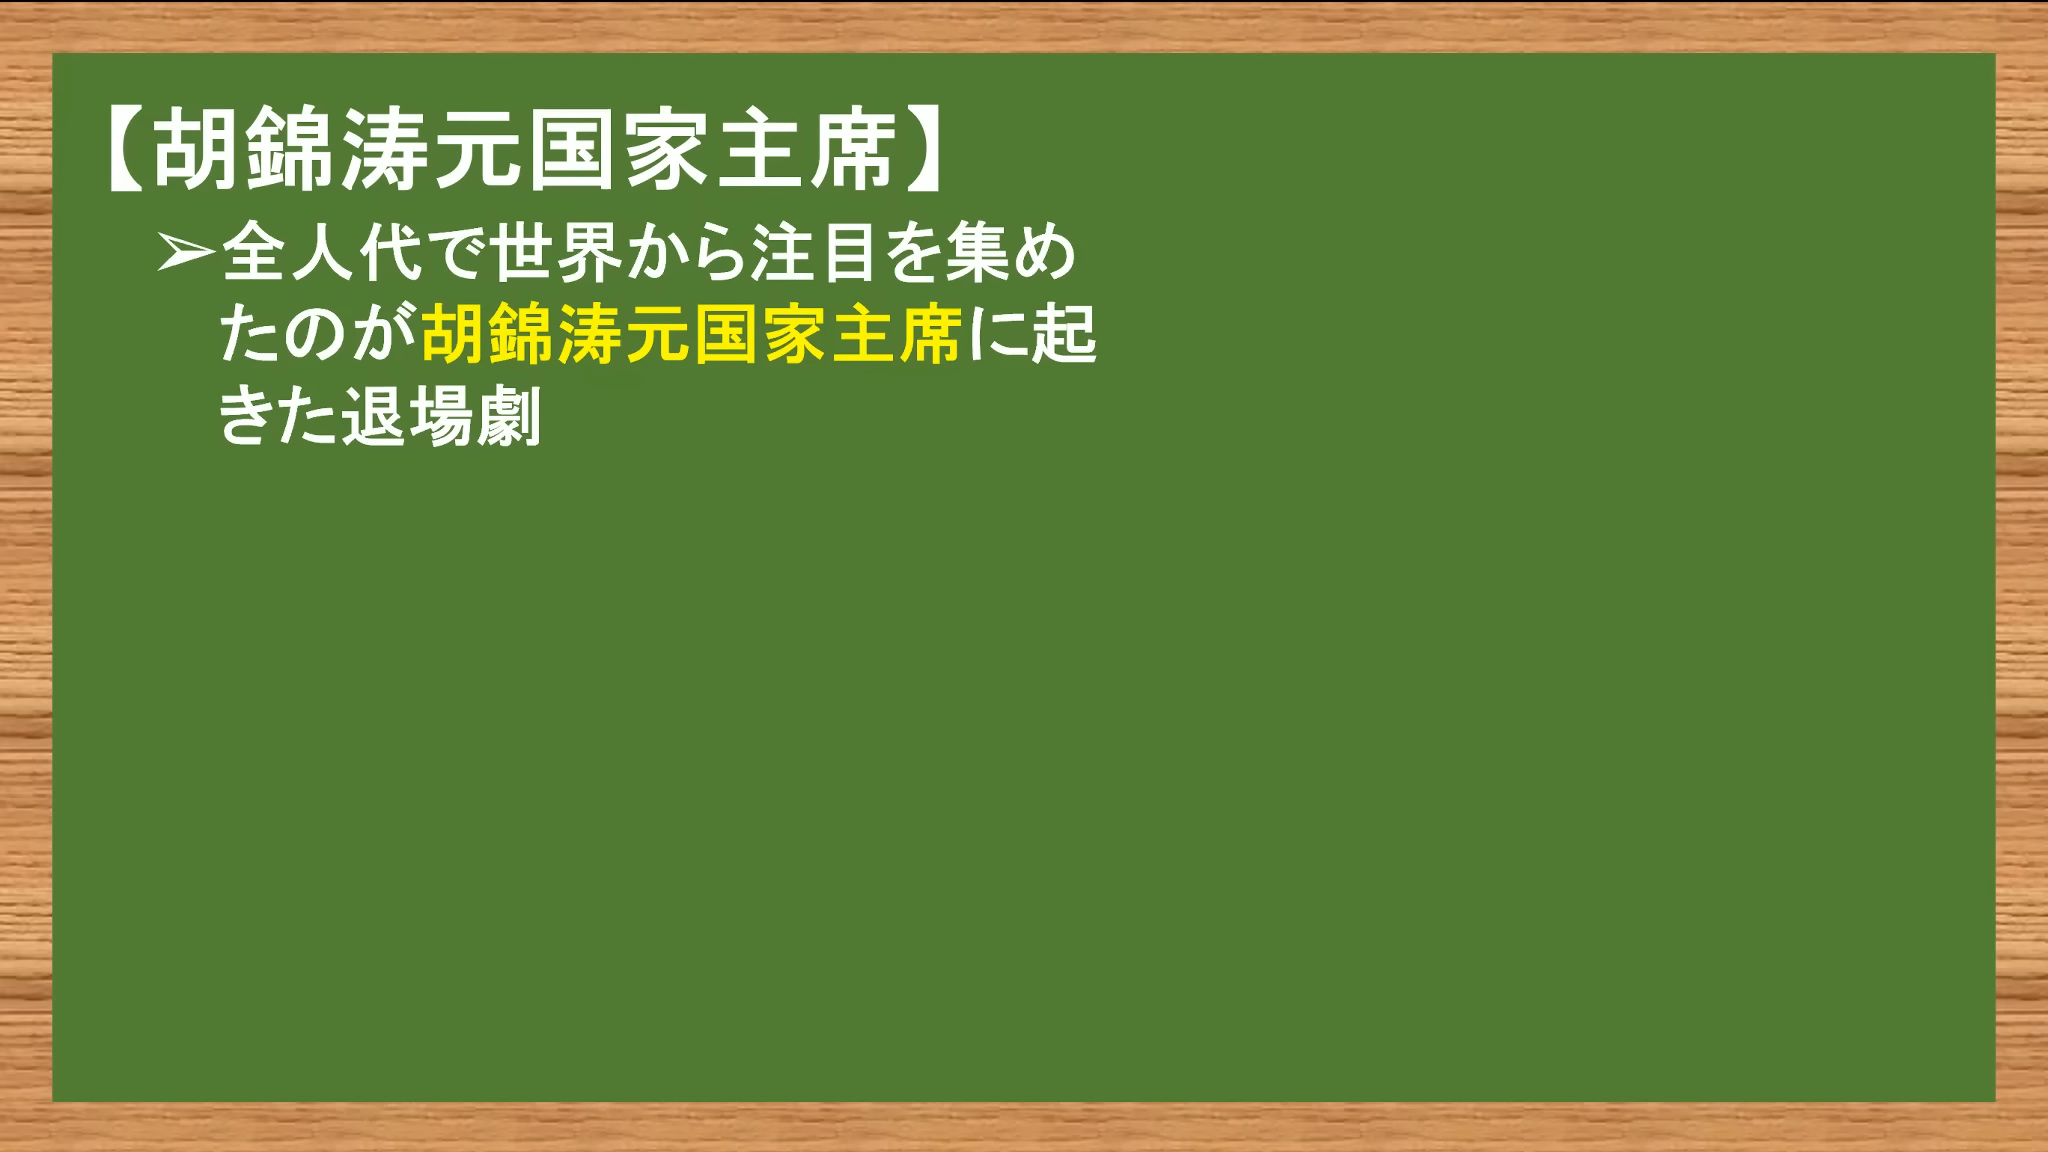 【胡錦涛元国家主席】
➢全人代で世界から注目を集め
たのが胡錦涛元国家主席に起
きた退場劇